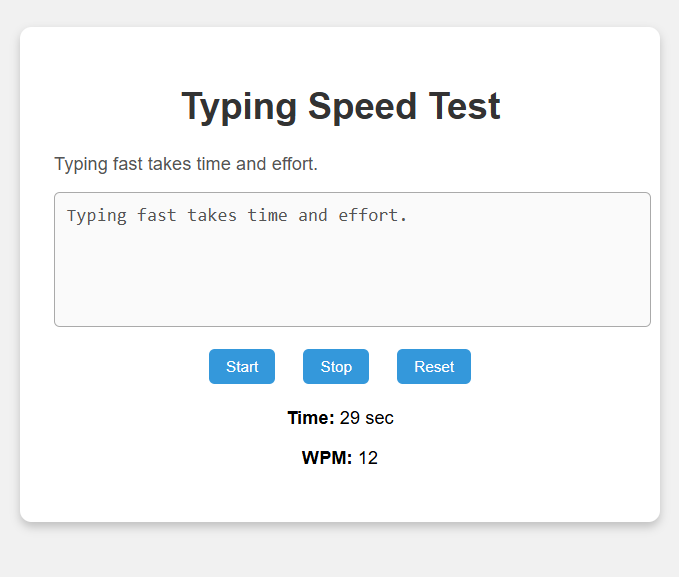 Typing Speed Test
Typing fast takes time and effort.
Typing fast takes time and effort.
Start Stop Reset
Time: 29 sec
WPM: 12